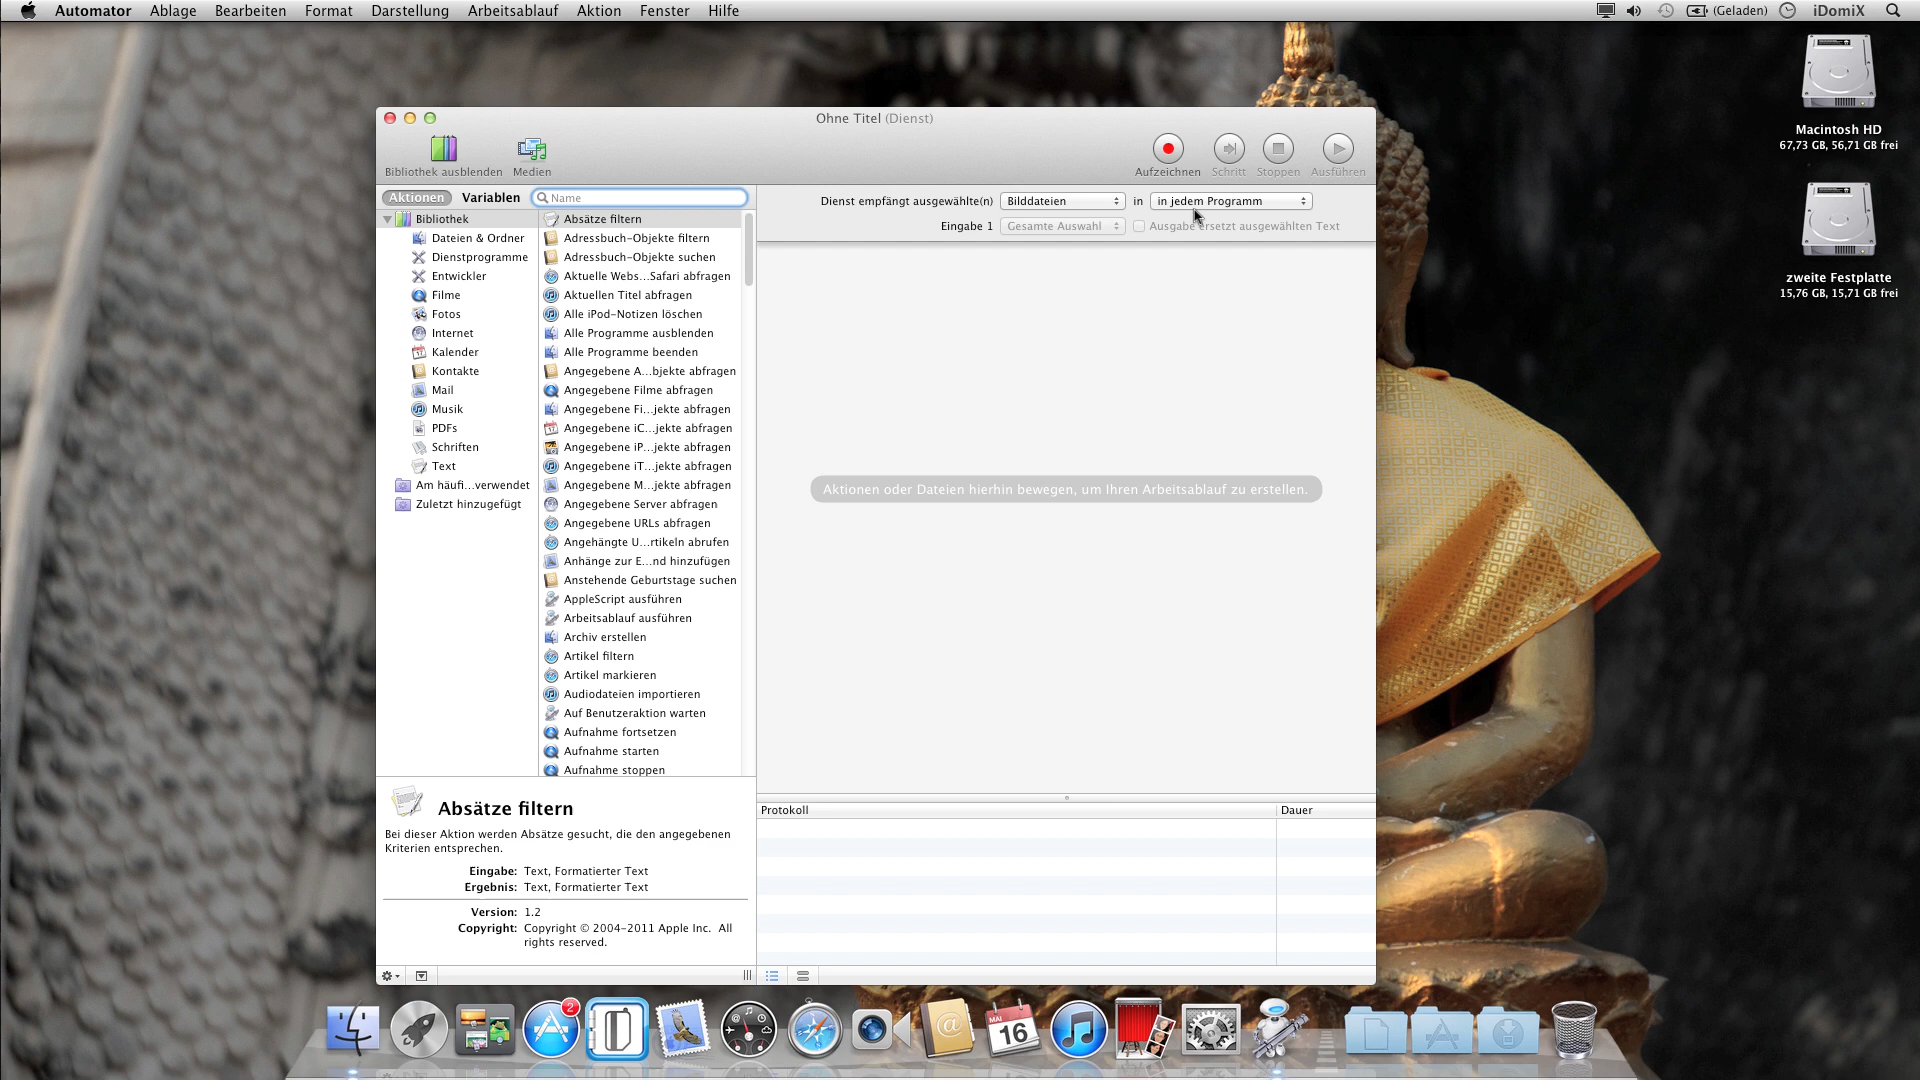 Automator Ablage Bearbeiten Format Darstellung Arbeitsablauf Aktion Fenster Hilfe
(Geladen) iDomiX
Macintosh HD
67,73 GB, 56,71 GB frei
zweite Festplatte
15,76 GB, 15,71 GB frei
Ohne Titel (Dienst)
Bibliothek ausblenden Medien
Aufzeichnen Schritt Stoppen Ausführen
Aktionen Variablen Name
Dienst empfängt ausgewählte(n) Bilddateien in in jedem Programm
Eingabe 1 Gesamte Auswahl Ausgabe ersetzt ausgewählten Text
Bibliothek
Dateien & Ordner
Dienstprogramme
Entwickler
Filme
Fotos
Internet
Kalender
Kontakte
Mail
Musik
PDFs
Schriften
Text
Am häufi...verwendet
Zuletzt hinzugefügt
Absätze filtern
Adressbuch-Objekte filtern
Adressbuch-Objekte suchen
Aktuelle Webs...Safari abfragen
Aktuellen Titel abfragen
Alle iPod-Notizen löschen
Alle Programme ausblenden
Alle Programme beenden
Angegebene A...bjekte abfragen
Angegebene Filme abfragen
Angegebene Fi...jekte abfragen
Angegebene iC...jekte abfragen
Angegebene iP...jekte abfragen
Angegebene iT...jekte abfragen
Angegebene M...jekte abfragen
Angegebene Server abfragen
Angegebene URLs abfragen
Angehängte U...rtikeln abrufen
Anhänge zur E...nd hinzufügen
Anstehende Geburtstage suchen
AppleScript ausführen
Arbeitsablauf ausführen
Archiv erstellen
Artikel filtern
Artikel markieren
Audiodateien importieren
Auf Benutzeraktion warten
Aufnahme fortsetzen
Aufnahme starten
Aufnahme stoppen
Aktionen oder Dateien hierhin bewegen, um Ihren Arbeitsablauf zu erstellen.
Absätze filtern
Bei dieser Aktion werden Absätze gesucht, die den angegebenen
Kriterien entsprechen.
Eingabe: Text, Formatierter Text
Ergebnis: Text, Formatierter Text
Version: 1.2
Copyright: Copyright © 2004-2011 Apple Inc. All
rights reserved.
Protokoll Dauer
2
MAI
16